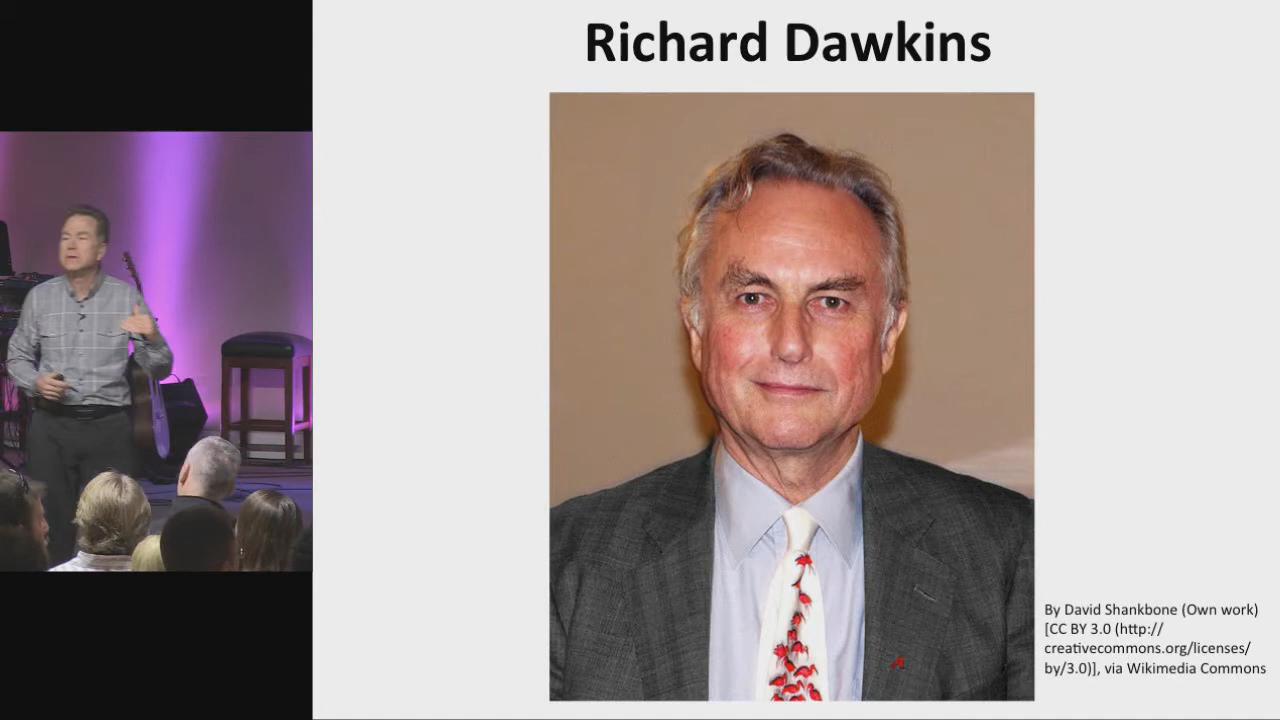 Richard Dawkins
By David Shankbone (Own work)
[CC BY 3.0 (http://
creativecommons.org/licenses/
by/3.0)], via Wikimedia Commons